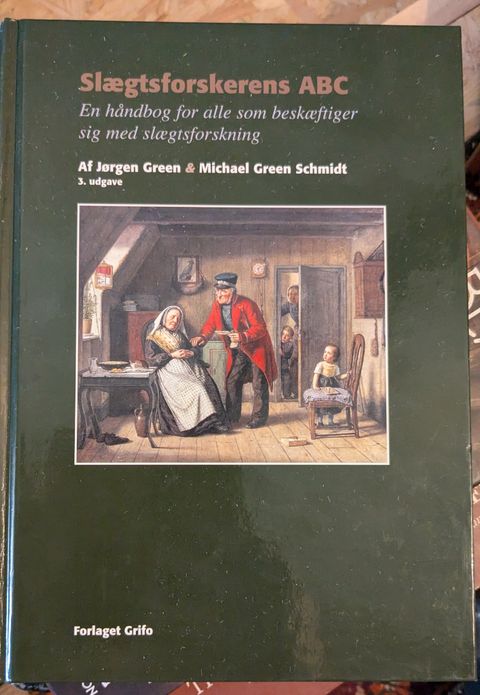 Slægtsforskerens ABC
En håndbog for alle som beskæftiger
sig med slægtsforskning
Af Jørgen Green & Michael Green Schmidt
3. udgave
Forlaget Grifo